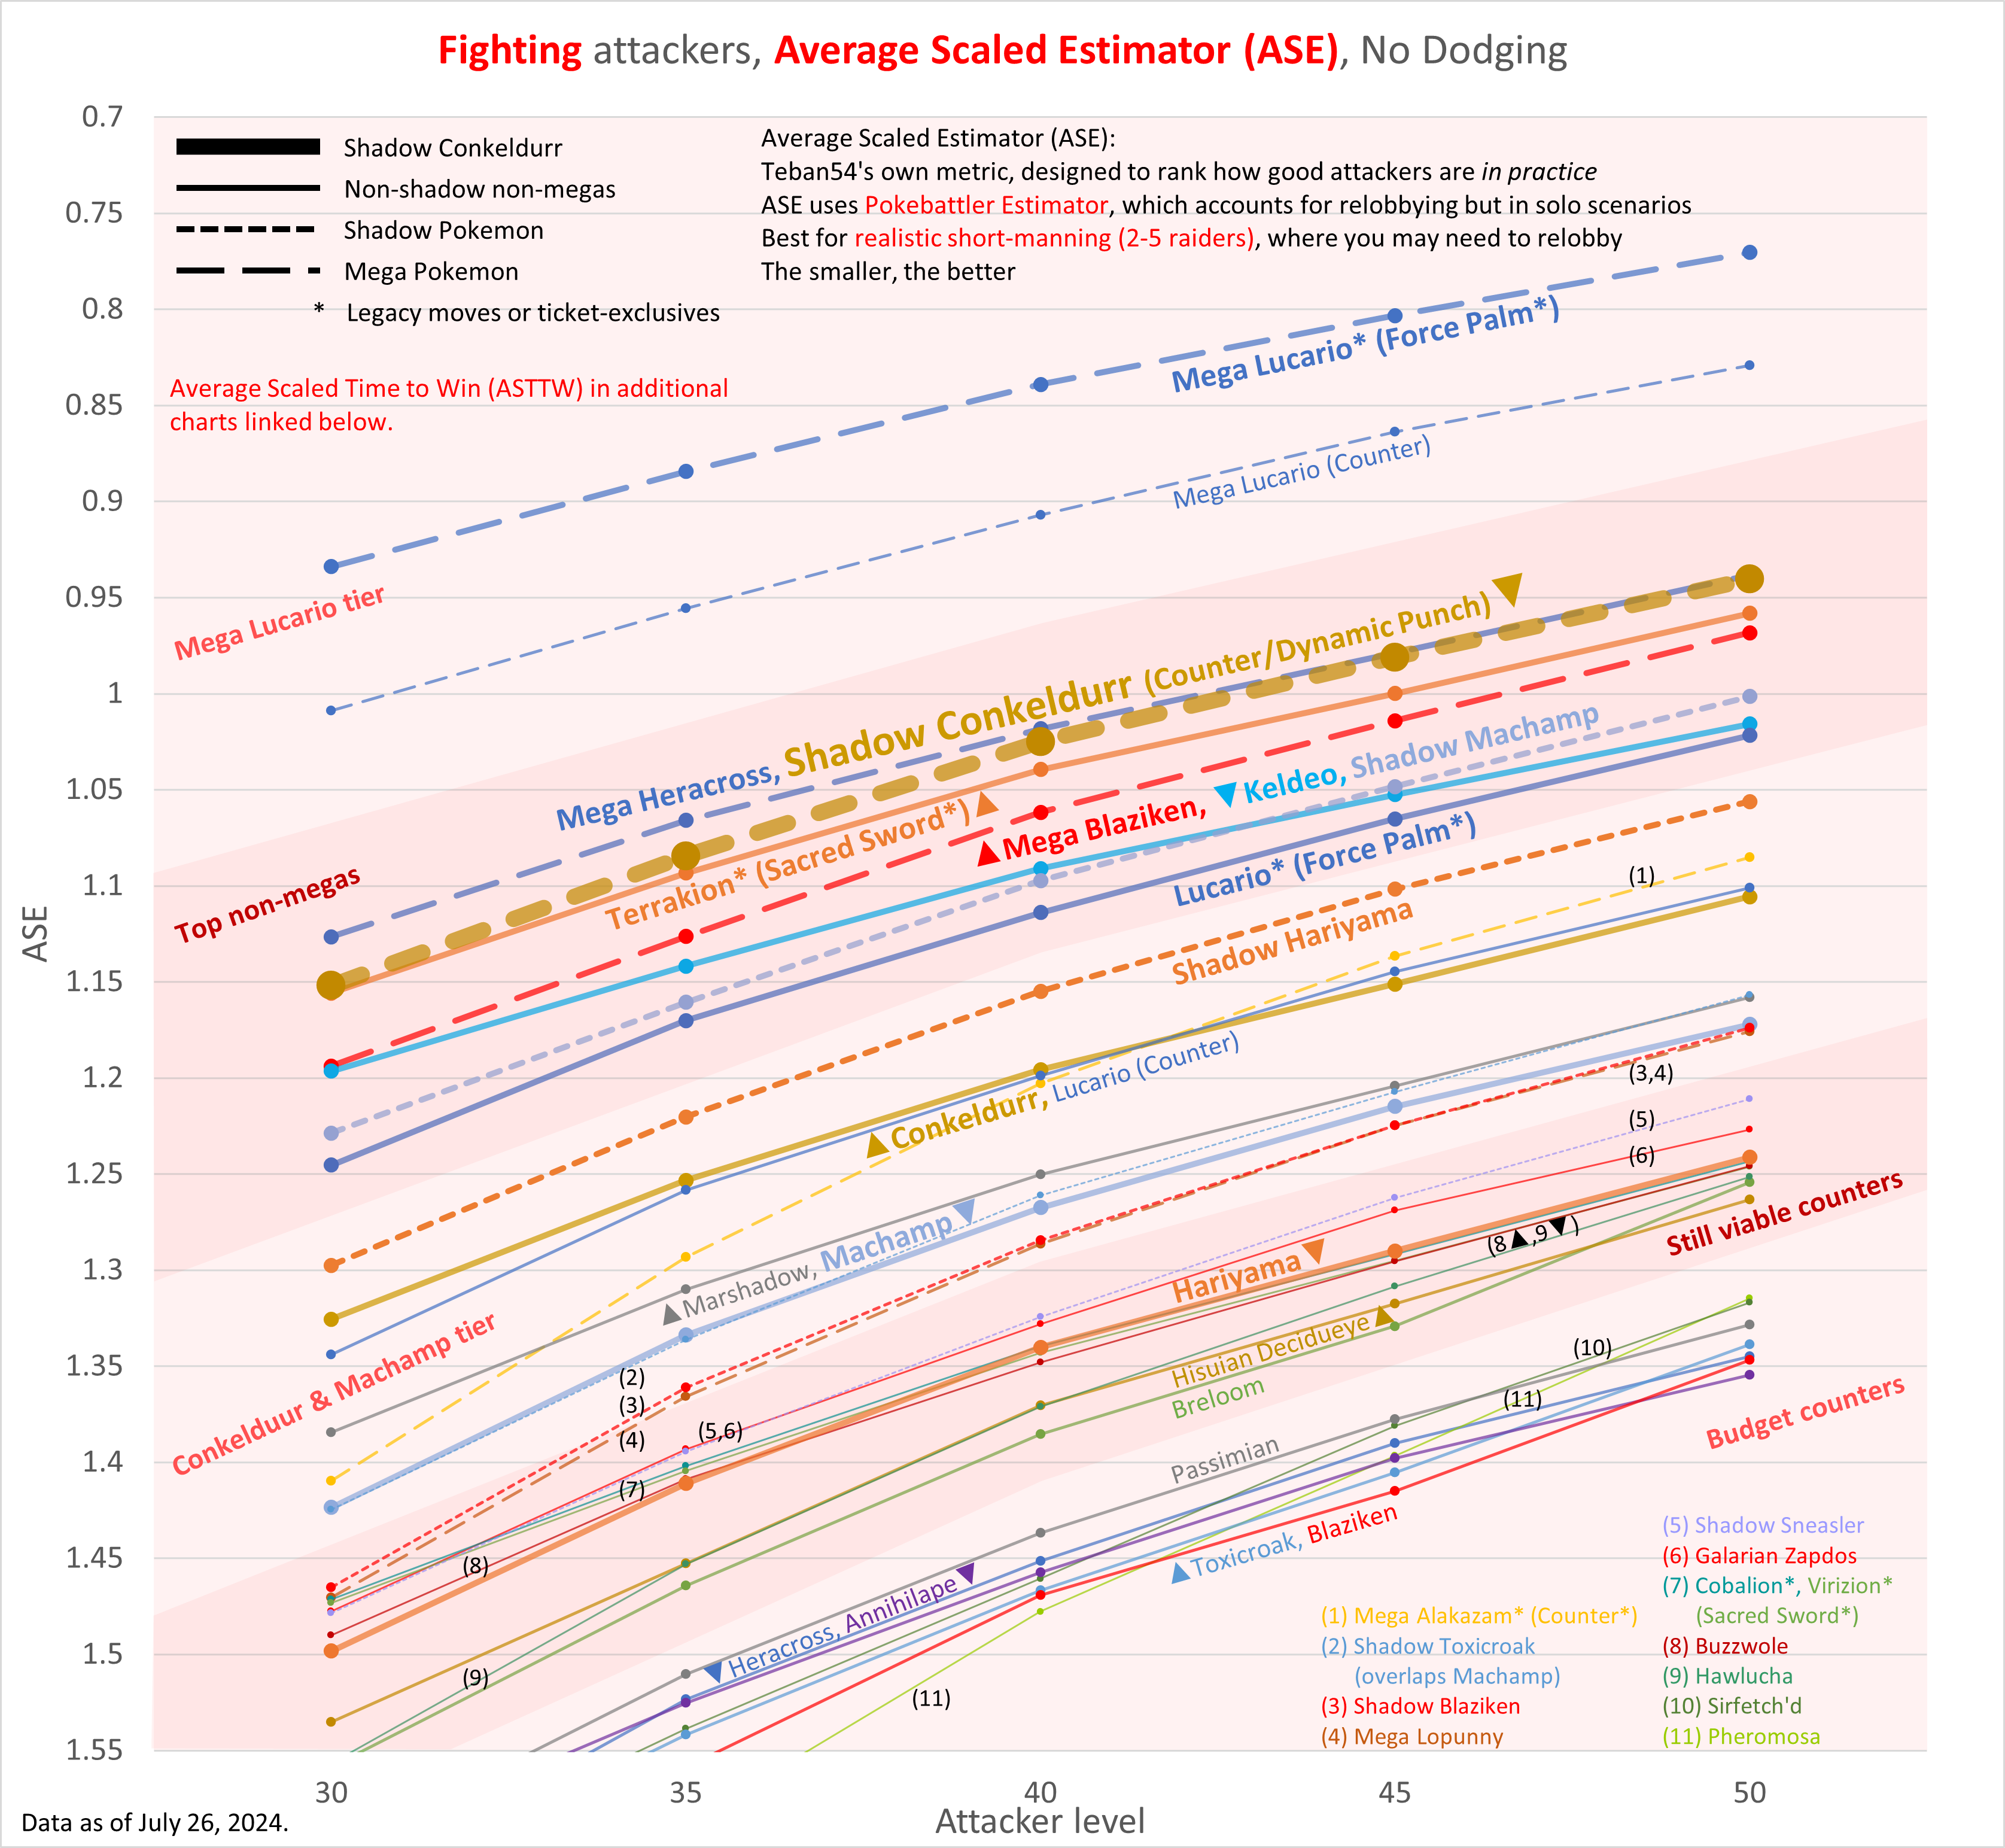 Fighting attackers, Average Scaled Estimator (ASE), No Dodging
Shadow Conkeldurr
Non-shadow non-megas
Shadow Pokemon
Mega Pokemon
* Legacy moves or ticket-exclusives
Average Scaled Estimator (ASE):
Teban54's own metric, designed to rank how good attackers are in practice
ASE uses Pokebattler Estimator, which accounts for relobbying but in solo scenarios
Best for realistic short-manning (2-5 raiders), where you may need to relobby
The smaller, the better
Average Scaled Time to Win (ASTTW) in additional
charts linked below.
ASE
0.7
0.75
0.8
0.85
0.9
0.95
1
1.05
1.1
1.15
1.2
1.25
1.3
1.35
1.4
1.45
1.5
1.55
Mega Lucario* (Force Palm*)
Mega Lucario (Counter)
Mega Lucario tier
Mega Heracross, Shadow Conkeldurr (Counter/Dynamic Punch) ▼
Terrakion* (Sacred Sword*) ▲
▲ Mega Blaziken, ▼ Keldeo, Shadow Machamp
Top non-megas
Lucario* (Force Palm*)
(1)
Shadow Hariyama
▲ Conkeldurr, Lucario (Counter)
(3,4)
(5)
(6)
▲ Marshadow, Machamp ▼
Still viable counters
(8▲,9▼)
Hariyama ▼
Conkelduur & Machamp tier
(2)
(3)
(4)
(5,6)
(7)
(8)
(9)
Hisuian Decidueye ▲
Breloom
(10)
(11)
Budget counters
Passimian
▲ Toxicroak, Blaziken
▼ Heracross, Annihilape ▼
(11)
(1) Mega Alakazam* (Counter*)
(2) Shadow Toxicroak
(overlaps Machamp)
(3) Shadow Blaziken
(4) Mega Lopunny
(5) Shadow Sneasler
(6) Galarian Zapdos
(7) Cobalion*, Virizion*
(Sacred Sword*)
(8) Buzzwole
(9) Hawlucha
(10) Sirfetch'd
(11) Pheromosa
30
35
40
45
50
Attacker level
Data as of July 26, 2024.